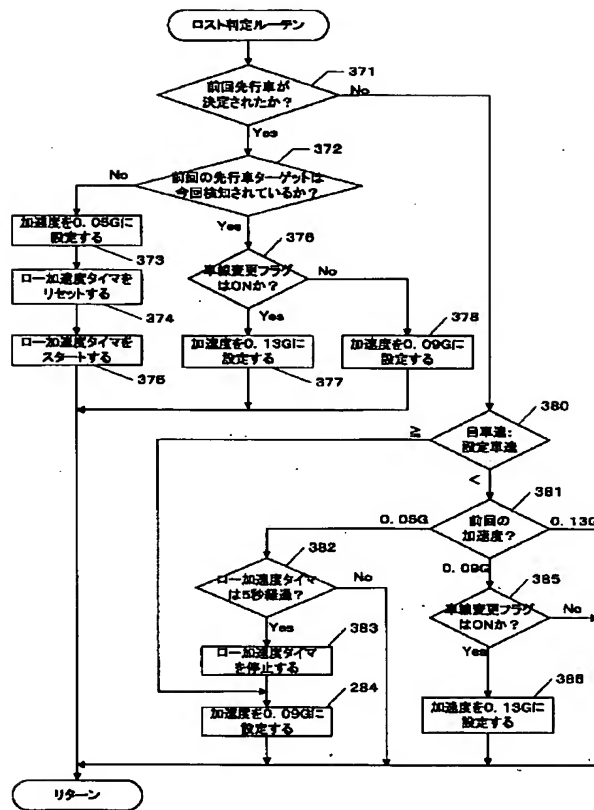 ロスト判定ルーチン
371
前回先行車が
決定されたか?
No
Yes
372
前回の先行車ターゲットは
今回検知されているか?
No
Yes
加速度を0.05Gに
設定する
373
ロー加速度タイマを
リセットする
374
ロー加速度タイマを
スタートする
375
376
車線変更フラグ
はONか?
No
Yes
加速度を0.13Gに
設定する
377
378
加速度を0.09Gに
設定する
380
自車速:
設定車速
≧
<
381
前回の
加速度?
0.05G
0.13G
0.09G
382
ロー加速度タイマ
は5秒経過?
No
Yes
383
ロー加速度タイマ
を停止する
284
加速度を0.09Gに
設定する
385
車線変更フラグ
はONか?
No
Yes
386
加速度を0.13Gに
設定する
リターン